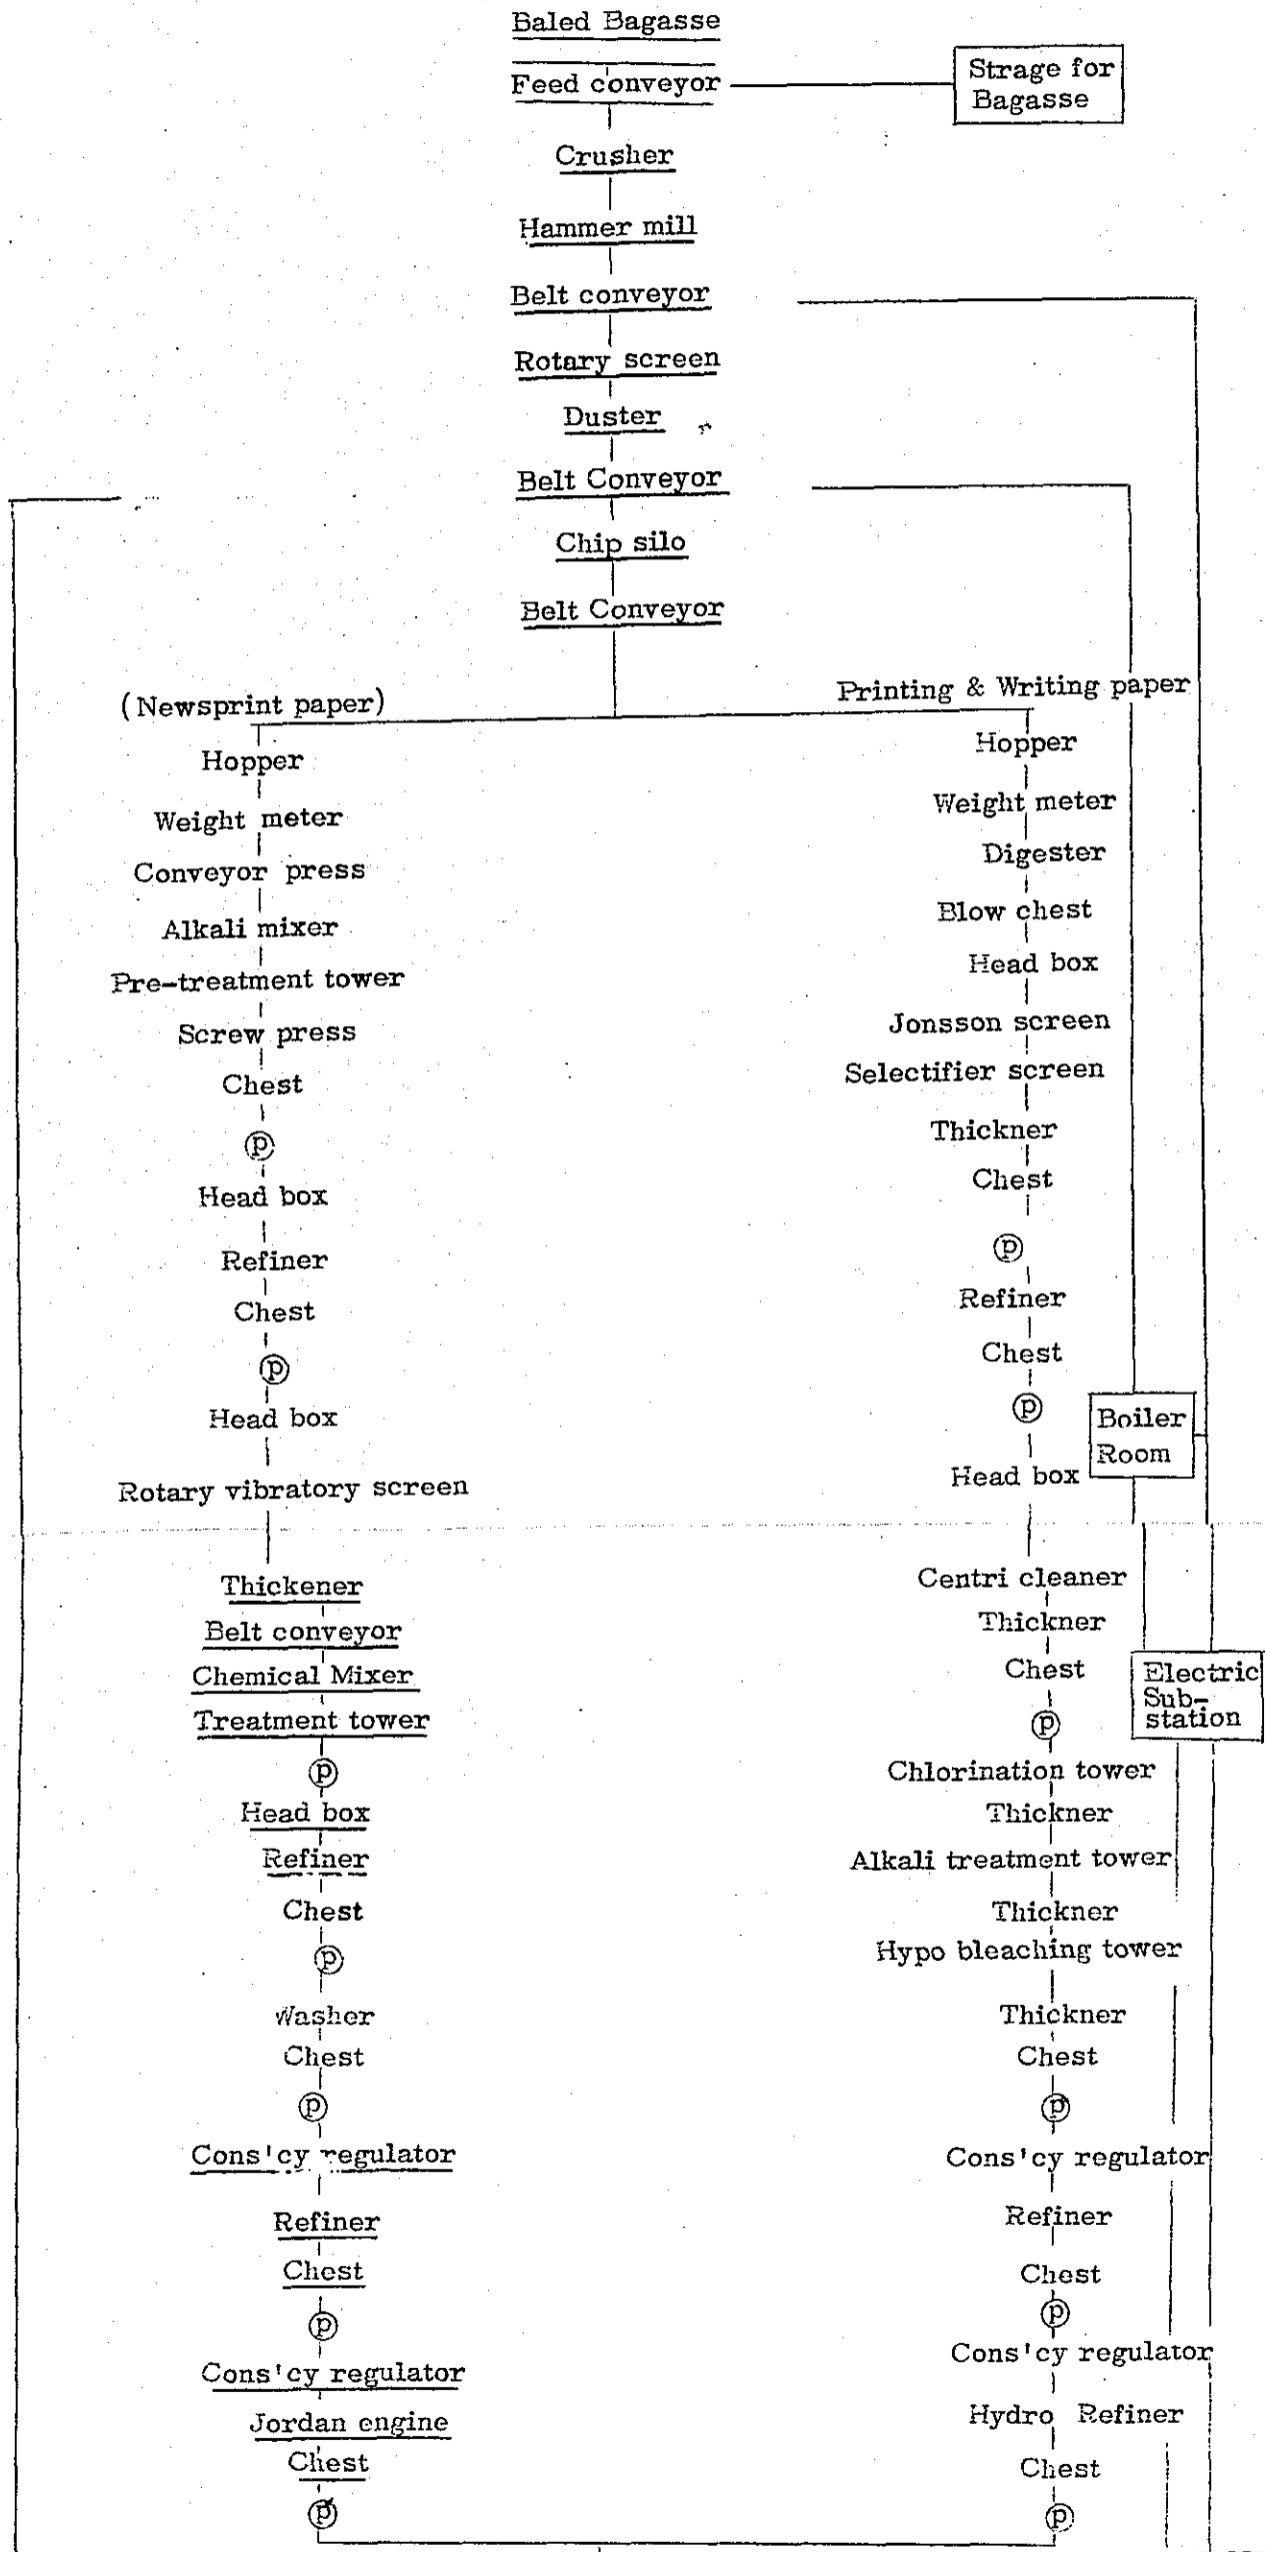 Baled Bagasse
Feed conveyor
Strage for
Bagasse
Crusher
Hammer mill
Belt conveyor
Rotary screen
Duster
Belt Conveyor
Chip silo
Belt Conveyor
(Newsprint paper)
Hopper
Weight meter
Conveyor press
Alkali mixer
Pre-treatment tower
Screw press
Chest
P
Head box
Refiner
Chest
P
Head box
Rotary vibratory screen
Thickener
Belt conveyor
Chemical Mixer
Treatment tower
P
Head box
Refiner
Chest
P
Washer
Chest
P
Cons'cy regulator
Refiner
Chest
P
Cons'cy regulator
Jordan engine
Chest
P
Printing & Writing paper
Hopper
Weight meter
Digester
Blow chest
Head box
Jonsson screen
Selectifier screen
Thickner
Chest
P
Refiner
Chest
P
Head box
Centri cleaner
Thickner
Chest
P
Chlorination tower
Thickner
Alkali treatment tower
Thickner
Hypo bleaching tower
Thickner
Chest
P
Cons'cy regulator
Refiner
Chest
P
Cons'cy regulator
Hydro Refiner
Chest
P
Boiler
Room
Electric
Sub-
station